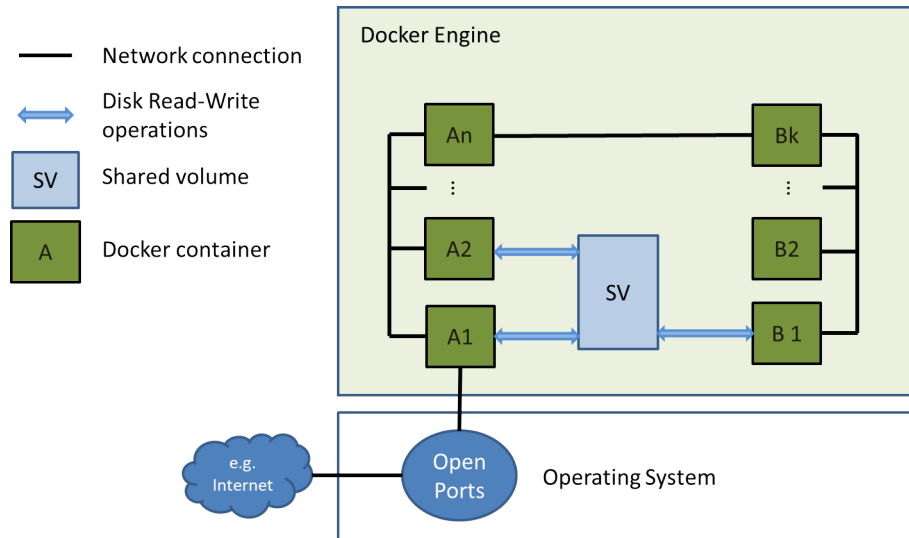 Network connection
Disk Read-Write
operations
SV
Shared volume
A
Docker container
Docker Engine
An
Bk
...
...
A2
B2
SV
A1
B 1
e.g.
Internet
Open
Ports
Operating System